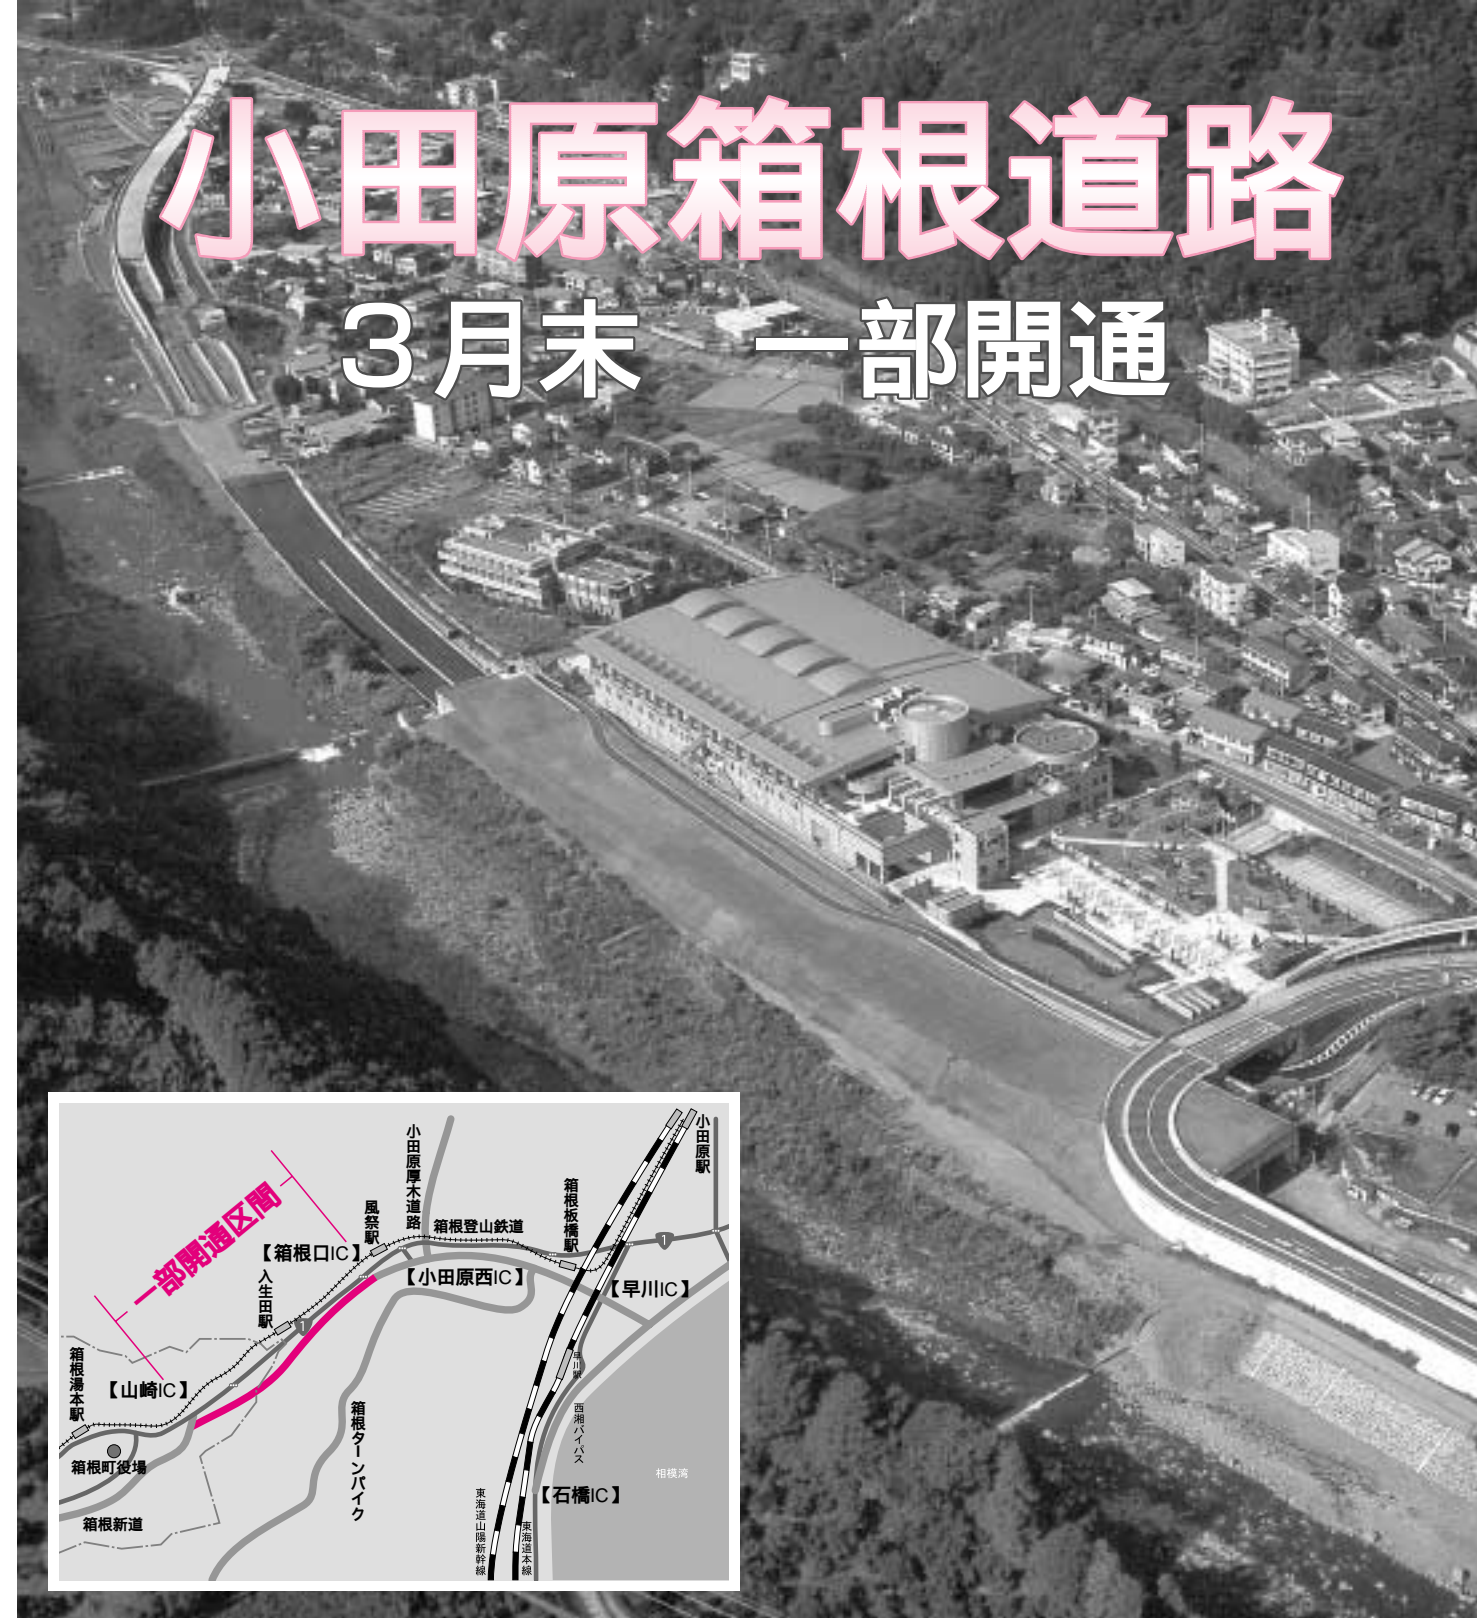 小田原箱根道路
3月末　一部開通
小田原駅
小田原厚木道路
箱根板橋駅
風祭駅
箱根登山鉄道
1
一部開通区間
【箱根口IC】
入生田駅
【小田原西IC】
【早川IC】
1
箱根湯本駅
【山崎IC】
早川駅
箱根ターンパイク
西湘バイパス
箱根町役場
相模湾
【石橋IC】
箱根新道
東海道山陽新幹線
東海道本線